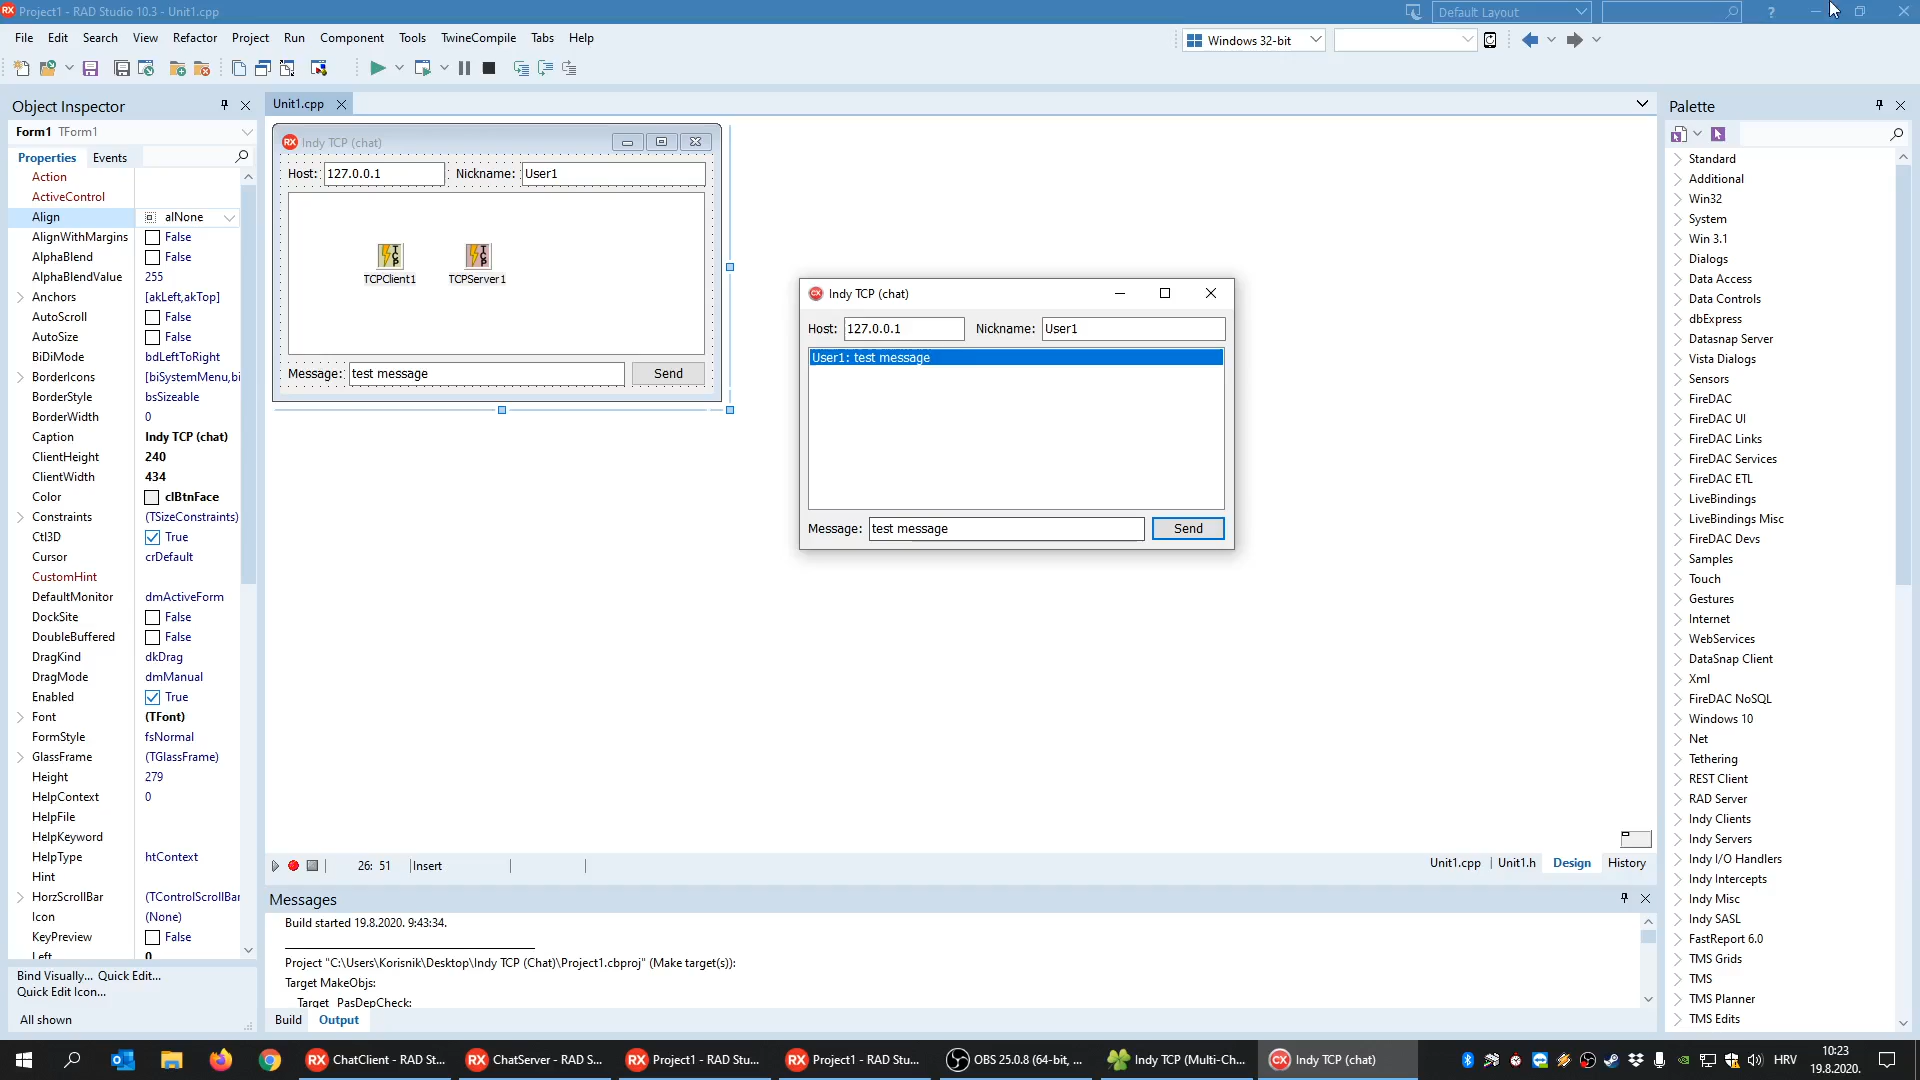 Project1 - RAD Studio 10.3 - Unit1.cpp
Default Layout
?
File Edit Search View Refactor Project Run Component Tools TwineCompile Tabs Help
Windows 32-bit
Object Inspector
Form1 TForm1
Properties Events
Action
ActiveControl
Align alNone
AlignWithMargins False
AlphaBlend False
AlphaBlendValue 255
Anchors [akLeft,akTop]
AutoScroll False
AutoSize False
BiDiMode bdLeftToRight
BorderIcons [biSystemMenu,bi
BorderStyle bsSizeable
BorderWidth 0
Caption Indy TCP (chat)
ClientHeight 240
ClientWidth 434
Color clBtnFace
Constraints (TSizeConstraints)
Ctl3D True
Cursor crDefault
CustomHint
DefaultMonitor dmActiveForm
DockSite False
DoubleBuffered False
DragKind dkDrag
DragMode dmManual
Enabled True
Font (TFont)
FormStyle fsNormal
GlassFrame (TGlassFrame)
Height 279
HelpContext 0
HelpFile
HelpKeyword
HelpType htContext
Hint
HorzScrollBar (TControlScrollBar
Icon (None)
KeyPreview False
Left 0
Bind Visually... Quick Edit...
Quick Edit Icon...
All shown
Unit1.cpp
RX Indy TCP (chat)
Host: 127.0.0.1 Nickname: User1
TCPClient1 TCPServer1
Message: test message Send
CX Indy TCP (chat)
Host: 127.0.0.1 Nickname: User1
User1: test message
Message: test message Send
26: 51 Insert
Unit1.cpp Unit1.h Design History
Messages
Build started 19.8.2020. 9:43:34.
Project "C:\Users\Korisnik\Desktop\Indy TCP (Chat)\Project1.cbproj" (Make target(s)):
Target MakeObjs:
Target _PasDepCheck:
Build Output
Palette
Standard
Additional
Win32
System
Win 3.1
Dialogs
Data Access
Data Controls
dbExpress
Datasnap Server
Vista Dialogs
Sensors
FireDAC
FireDAC UI
FireDAC Links
FireDAC Services
FireDAC ETL
LiveBindings
LiveBindings Misc
FireDAC Devs
Samples
Touch
Gestures
Internet
WebServices
DataSnap Client
Xml
FireDAC NoSQL
Windows 10
Net
Tethering
REST Client
RAD Server
Indy Clients
Indy Servers
Indy I/O Handlers
Indy Intercepts
Indy Misc
Indy SASL
FastReport 6.0
TMS Grids
TMS
TMS Planner
TMS Edits
RX ChatClient - RAD St...
RX ChatServer - RAD S...
RX Project1 - RAD Stu...
RX Project1 - RAD Stu...
OBS 25.0.8 (64-bit, ...
Indy TCP (Multi-Ch...
CX Indy TCP (chat)
HRV
10:23
19.8.2020.